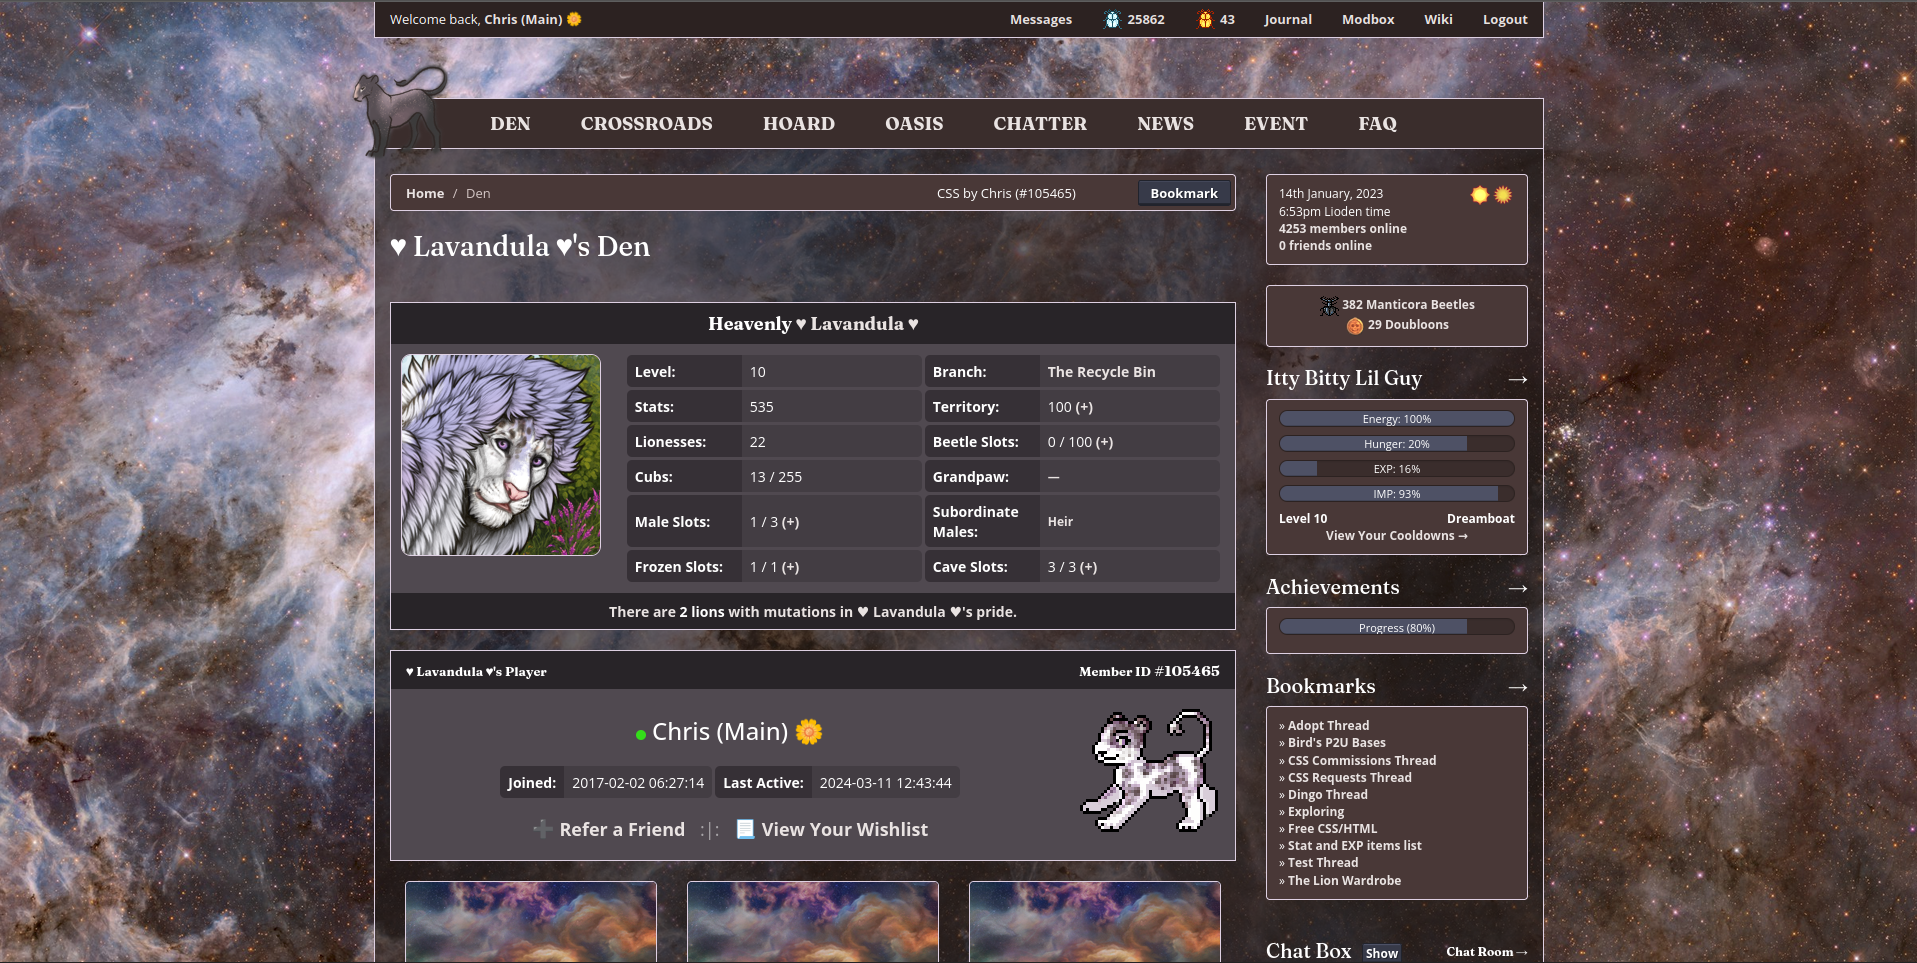 Welcome back, Chris (Main) 🌼
Messages 25862 43 Journal Modbox Wiki Logout
DEN CROSSROADS HOARD OASIS CHATTER NEWS EVENT FAQ
Home / Den CSS by Chris (#105465) Bookmark
♥ Lavandula ♥'s Den
Heavenly ♥ Lavandula ♥
Level: 10 Branch: The Recycle Bin
Stats: 535 Territory: 100 (+)
Lionesses: 22 Beetle Slots: 0 / 100 (+)
Cubs: 13 / 255 Grandpaw: —
Male Slots: 1 / 3 (+) Subordinate Males: Heir
Frozen Slots: 1 / 1 (+) Cave Slots: 3 / 3 (+)
There are 2 lions with mutations in ♥ Lavandula ♥'s pride.
♥ Lavandula ♥'s Player Member ID #105465
Chris (Main) 🌼
Joined: 2017-02-02 06:27:14 Last Active: 2024-03-11 12:43:44
➕ Refer a Friend :|: 📃 View Your Wishlist
14th January, 2023
6:53pm Lioden time
4253 members online
0 friends online
382 Manticora Beetles
29 Doubloons
Itty Bitty Lil Guy →
Energy: 100%
Hunger: 20%
EXP: 16%
IMP: 93%
Level 10 Dreamboat
View Your Cooldowns →
Achievements →
Progress (80%)
Bookmarks →
» Adopt Thread
» Bird's P2U Bases
» CSS Commissions Thread
» CSS Requests Thread
» Dingo Thread
» Exploring
» Free CSS/HTML
» Stat and EXP items list
» Test Thread
» The Lion Wardrobe
Chat Box Show Chat Room →